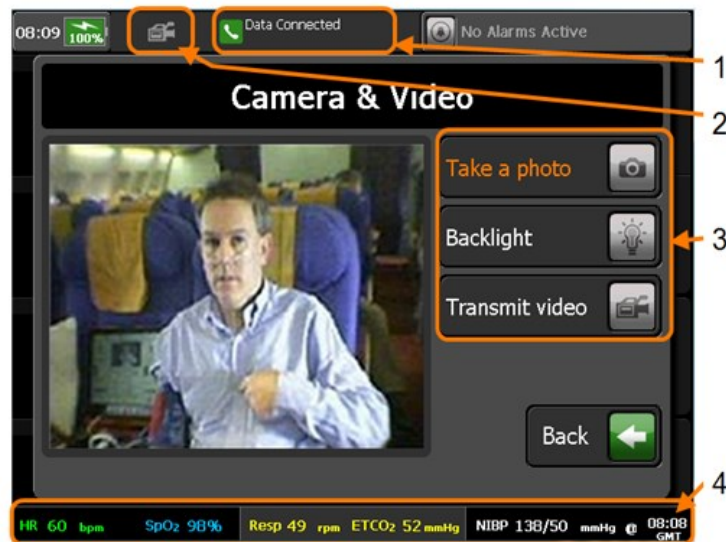 08:09 100% Data Connected No Alarms Active
1
2
Camera & Video
Take a photo
Backlight
3
Transmit video
Back
4
HR 60 bpm SpO2 98% Resp 49 rpm ETCO2 52 mmHg NIBP 138/50 mmHg @ 08:08
GMT